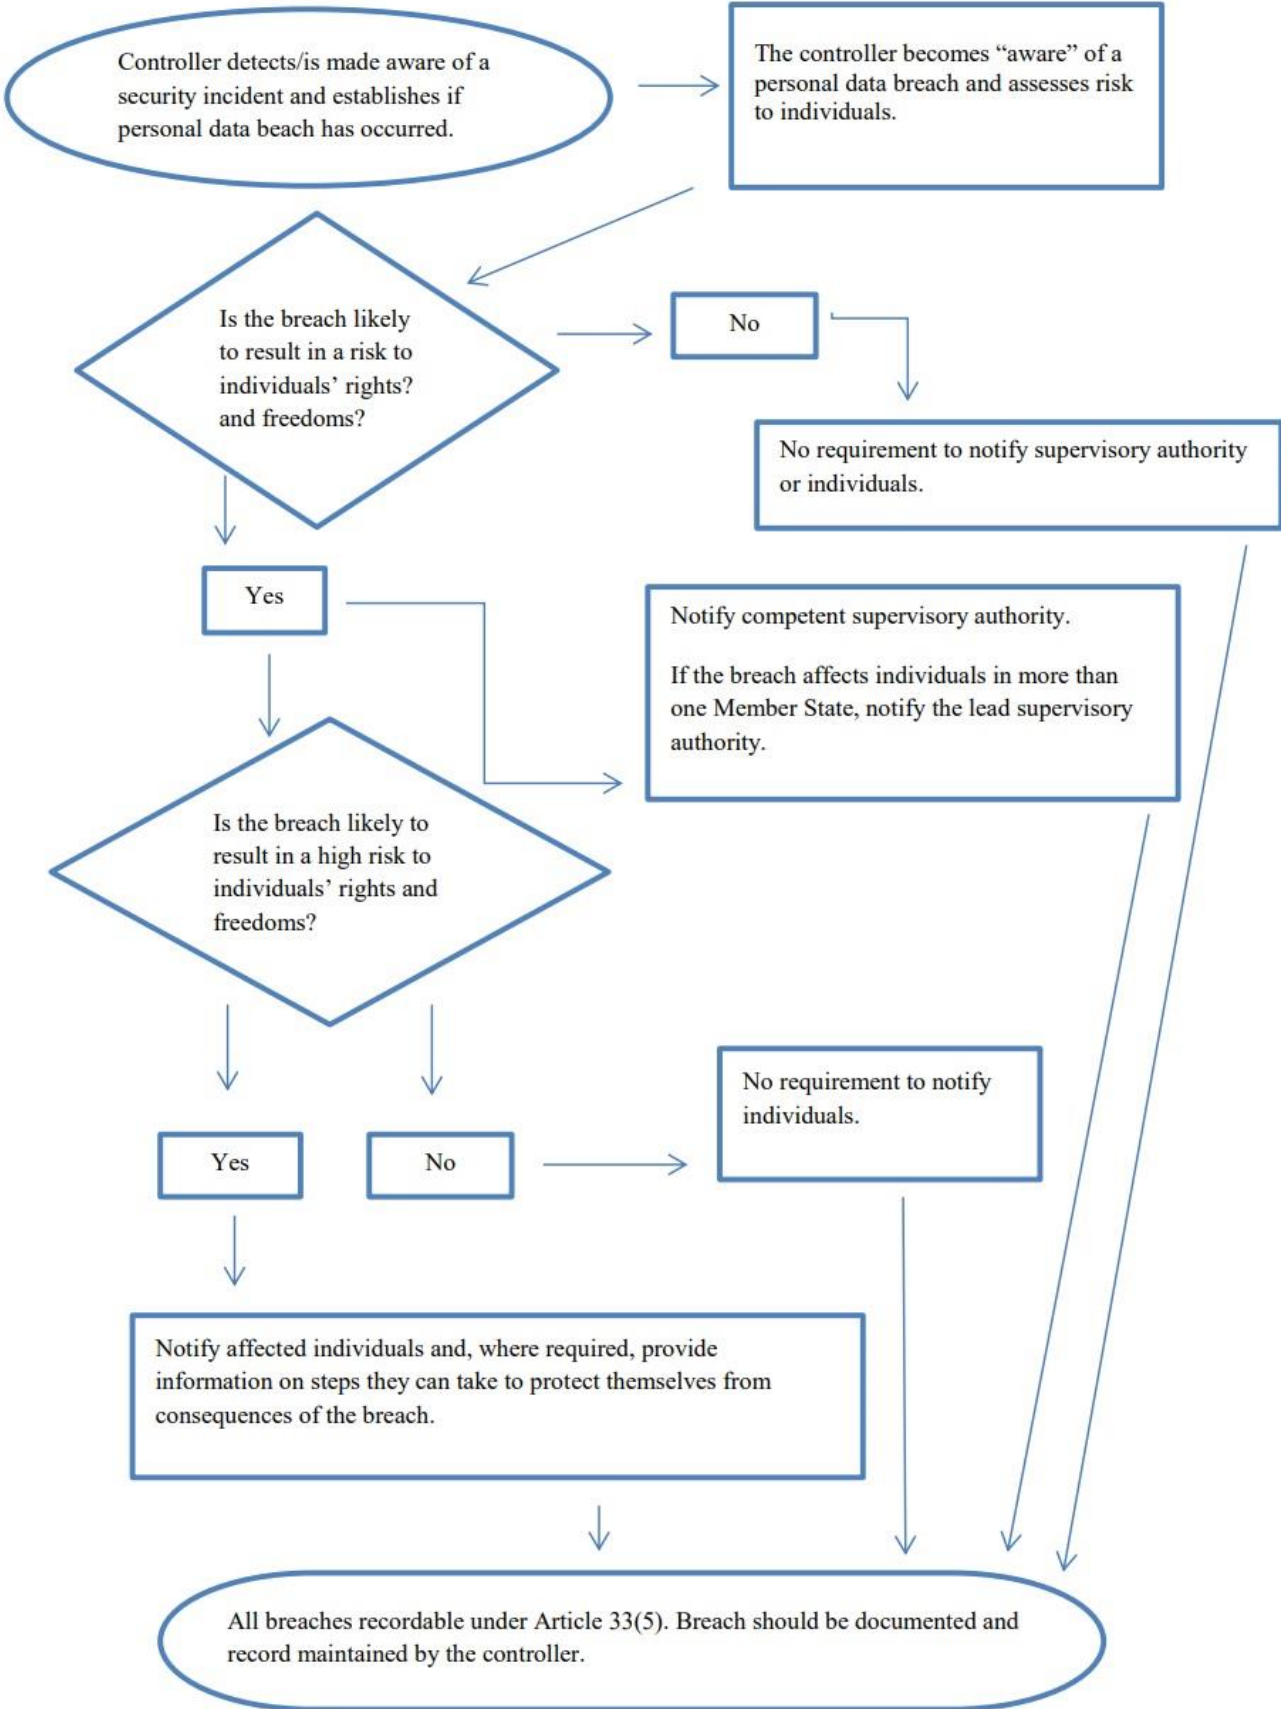 Controller detects/is made aware of a
security incident and establishes if
personal data beach has occurred.
The controller becomes “aware” of a
personal data breach and assesses risk
to individuals.
Is the breach likely
to result in a risk to
individuals’ rights?
and freedoms?
No
No requirement to notify supervisory authority
or individuals.
Yes
Notify competent supervisory authority.
If the breach affects individuals in more than
one Member State, notify the lead supervisory
authority.
Is the breach likely to
result in a high risk to
individuals’ rights and
freedoms?
Yes
No
No requirement to notify
individuals.
Notify affected individuals and, where required, provide
information on steps they can take to protect themselves from
consequences of the breach.
All breaches recordable under Article 33(5). Breach should be documented and
record maintained by the controller.